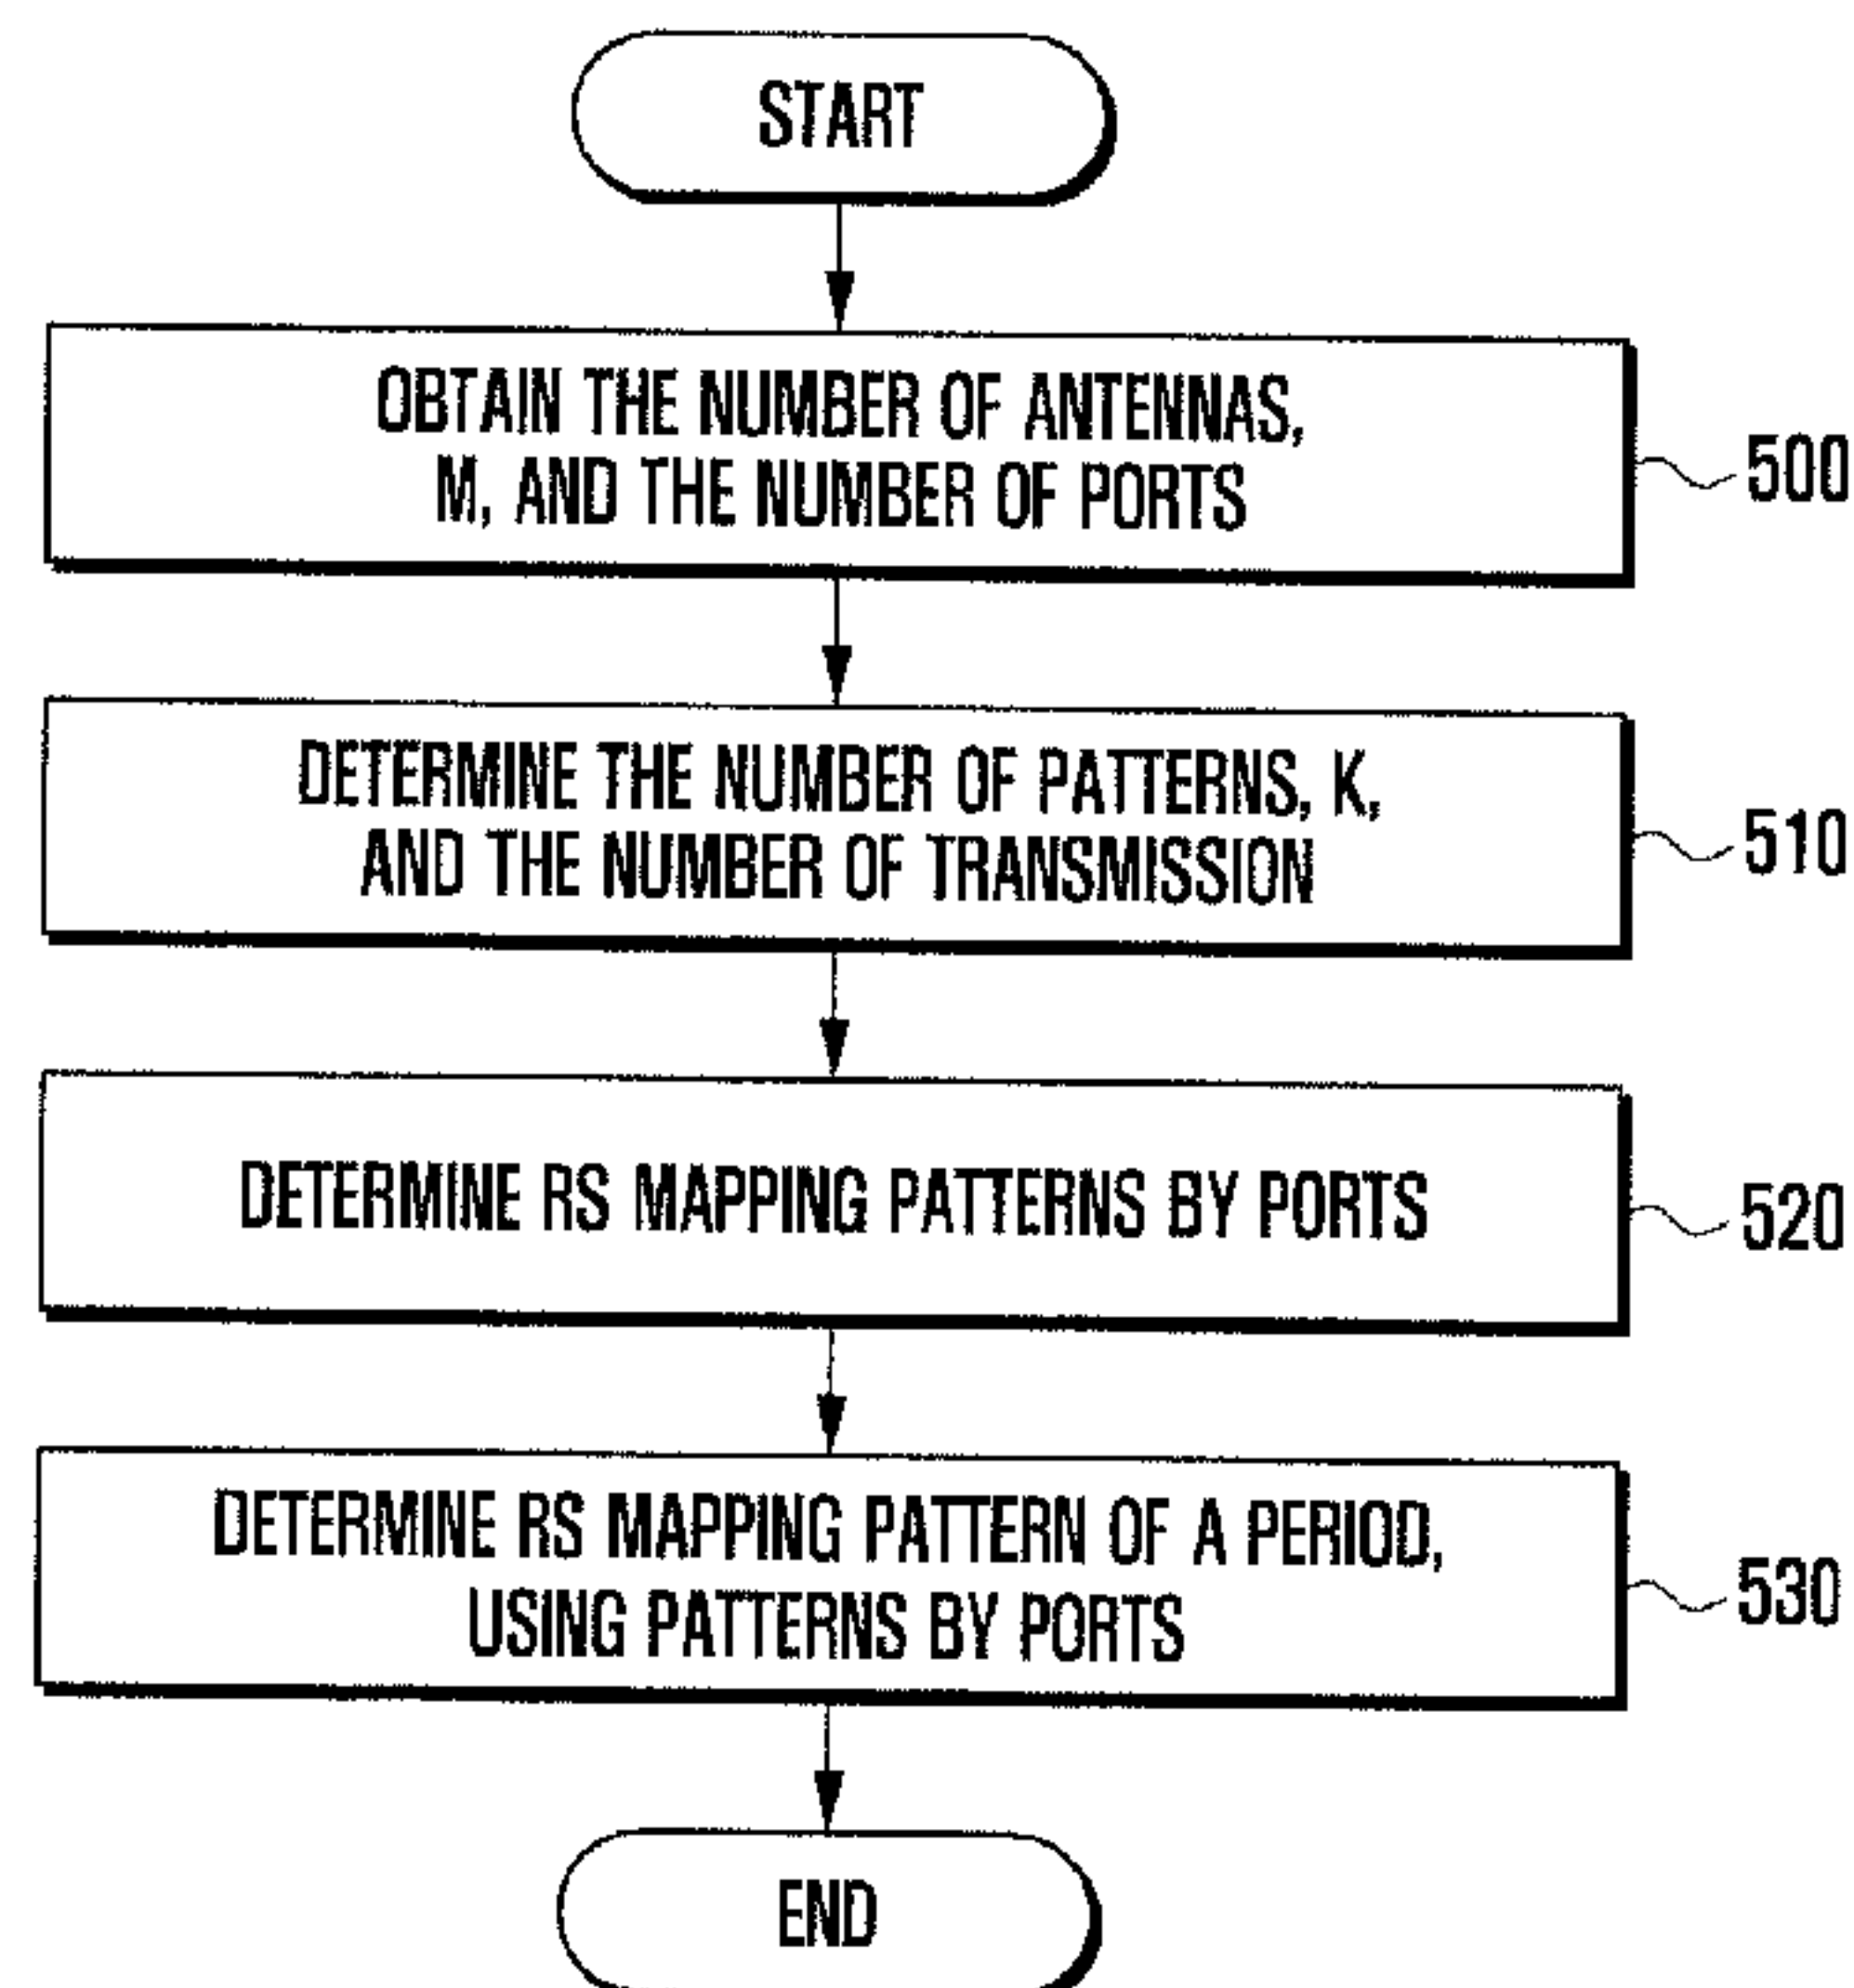 START
OBTAIN THE NUMBER OF ANTENNAS,
M, AND THE NUMBER OF PORTS
500
DETERMINE THE NUMBER OF PATTERNS, K,
AND THE NUMBER OF TRANSMISSION
510
DETERMINE RS MAPPING PATTERNS BY PORTS
520
DETERMINE RS MAPPING PATTERN OF A PERIOD,
USING PATTERNS BY PORTS
530
END